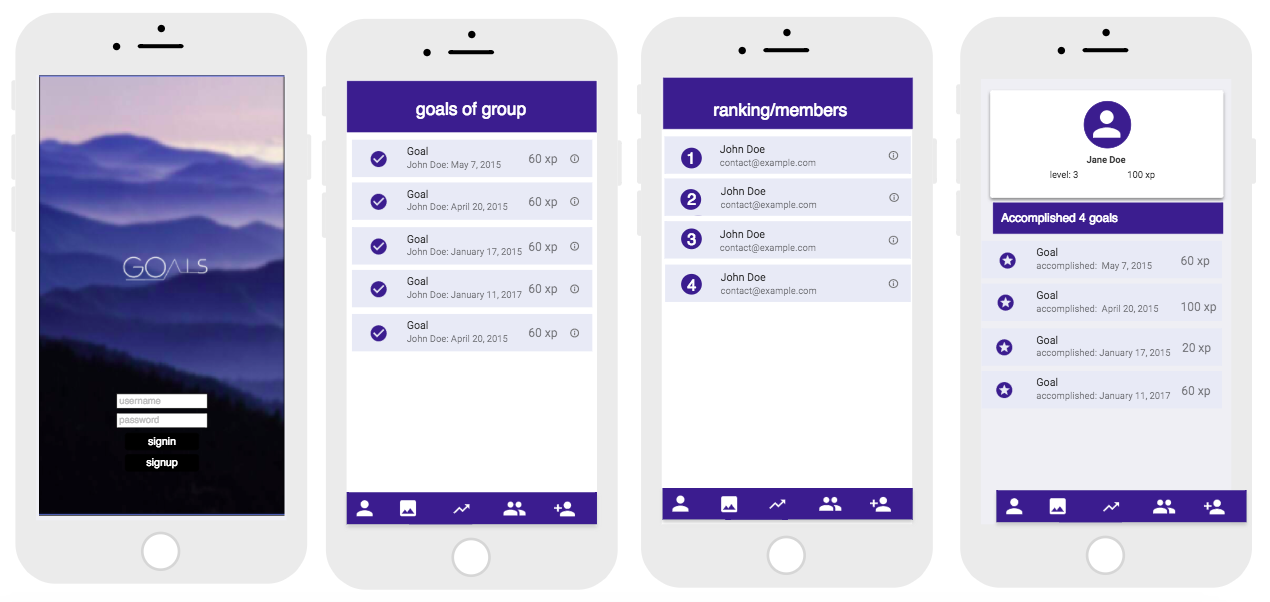 GOALS
username
password
signin
signup
goals of group
Goal
John Doe: May 7, 2015
60 xp
Goal
John Doe: April 20, 2015
60 xp
Goal
John Doe: January 17, 2015
60 xp
Goal
John Doe: January 11, 2017
60 xp
Goal
John Doe: April 20, 2015
60 xp
ranking/members
1
John Doe
contact@example.com
2
John Doe
contact@example.com
3
John Doe
contact@example.com
4
John Doe
contact@example.com
Jane Doe
level: 3
100 xp
Accomplished 4 goals
Goal
accomplished: May 7, 2015
60 xp
Goal
accomplished: April 20, 2015
100 xp
Goal
accomplished: January 17, 2015
20 xp
Goal
accomplished: January 11, 2017
60 xp